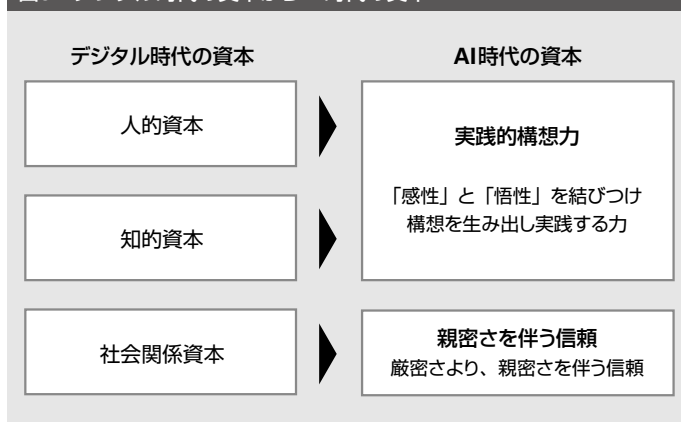 デジタル時代の資本
AI時代の資本
人的資本
知的資本
社会関係資本
実践的構想力
「感性」と「悟性」を結びつけ
構想を生み出し実践する力
親密さを伴う信頼
厳密さより、親密さを伴う信頼